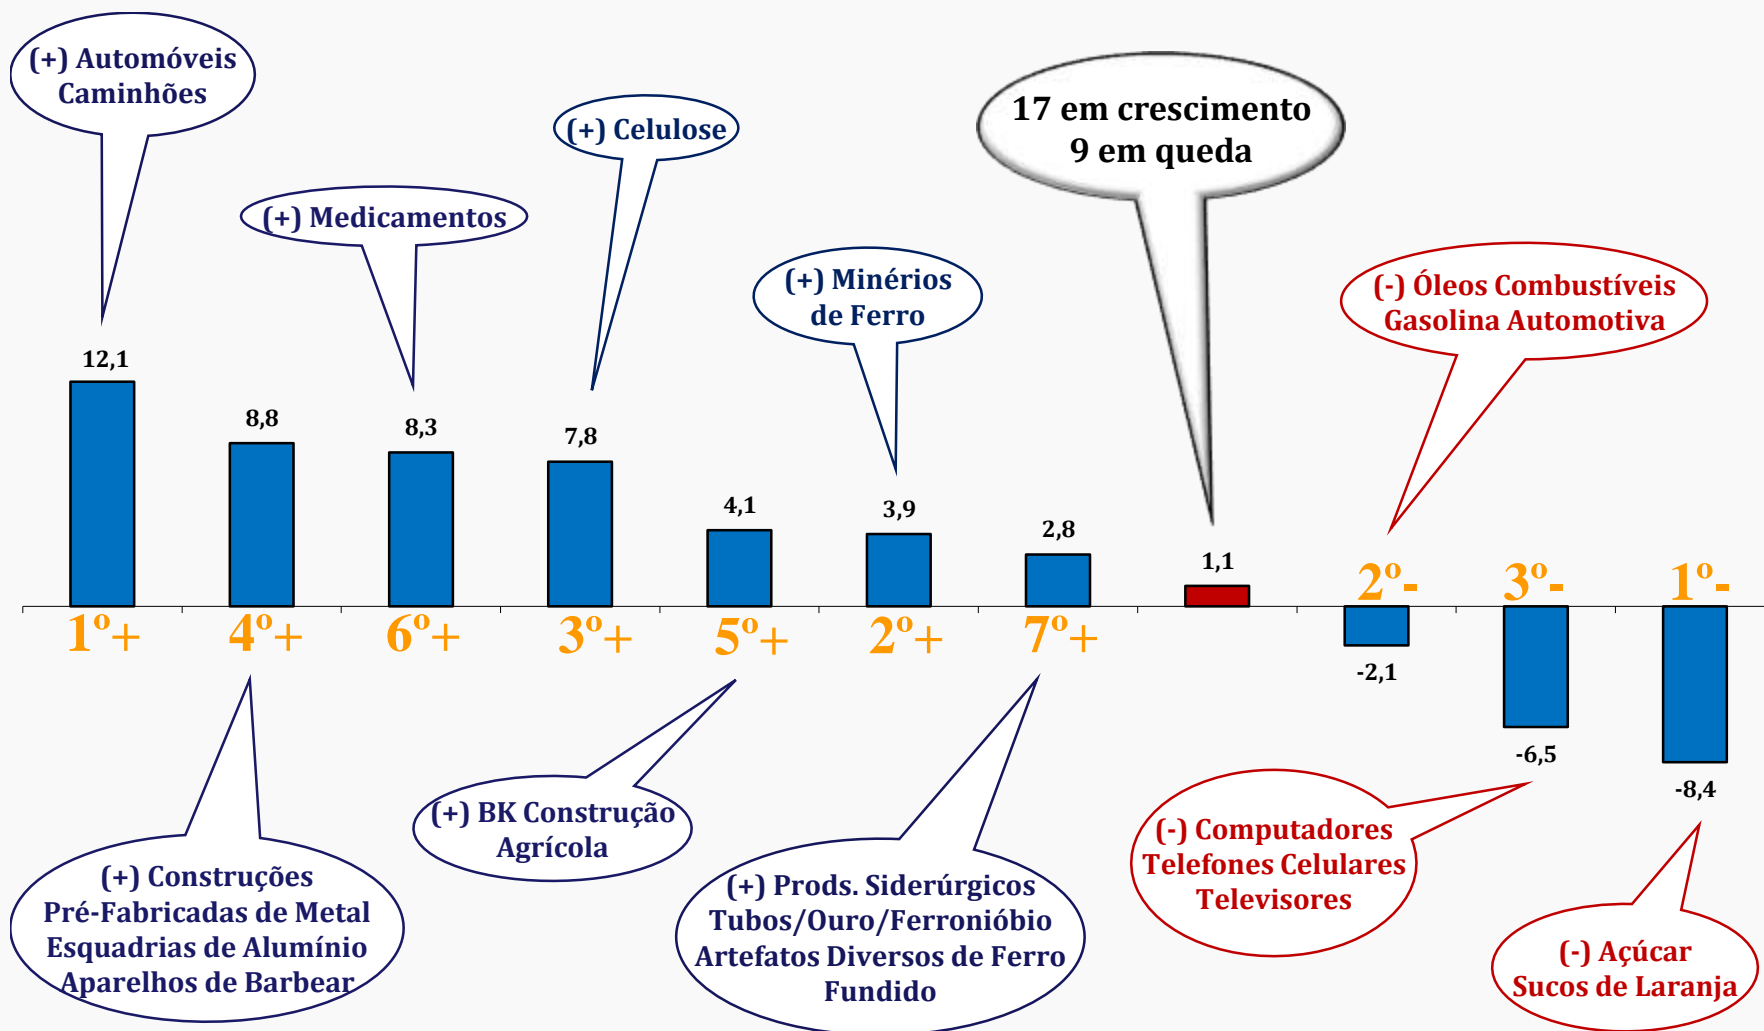 (+) Automóveis
Caminhões
(+) Medicamentos
(+) Celulose
(+) Minérios
de Ferro
17 em crescimento
9 em queda
(-) Óleos Combustíveis
Gasolina Automotiva
12,1
8,8
8,3
7,8
4,1
3,9
2,8
1,1
2º-
3º-
1º-
1º+
4º+
6º+
3º+
5º+
2º+
7º+
-2,1
-6,5
-8,4
(+) Construções
Pré-Fabricadas de Metal
Esquadrias de Alumínio
Aparelhos de Barbear
(+) BK Construção
Agrícola
(+) Prods. Siderúrgicos
Tubos/Ouro/Ferronióbio
Artefatos Diversos de Ferro
Fundido
(-) Computadores
Telefones Celulares
Televisores
(-) Açúcar
Sucos de Laranja